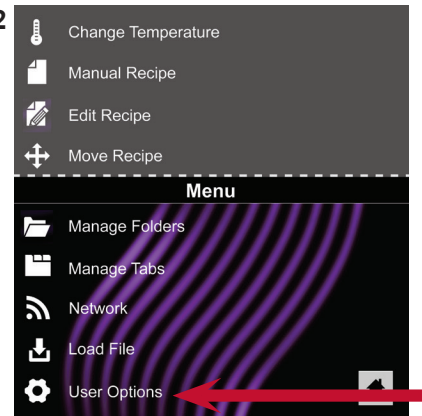 2
Change Temperature
Manual Recipe
Edit Recipe
Move Recipe
Menu
Manage Folders
Manage Tabs
Network
Load File
User Options